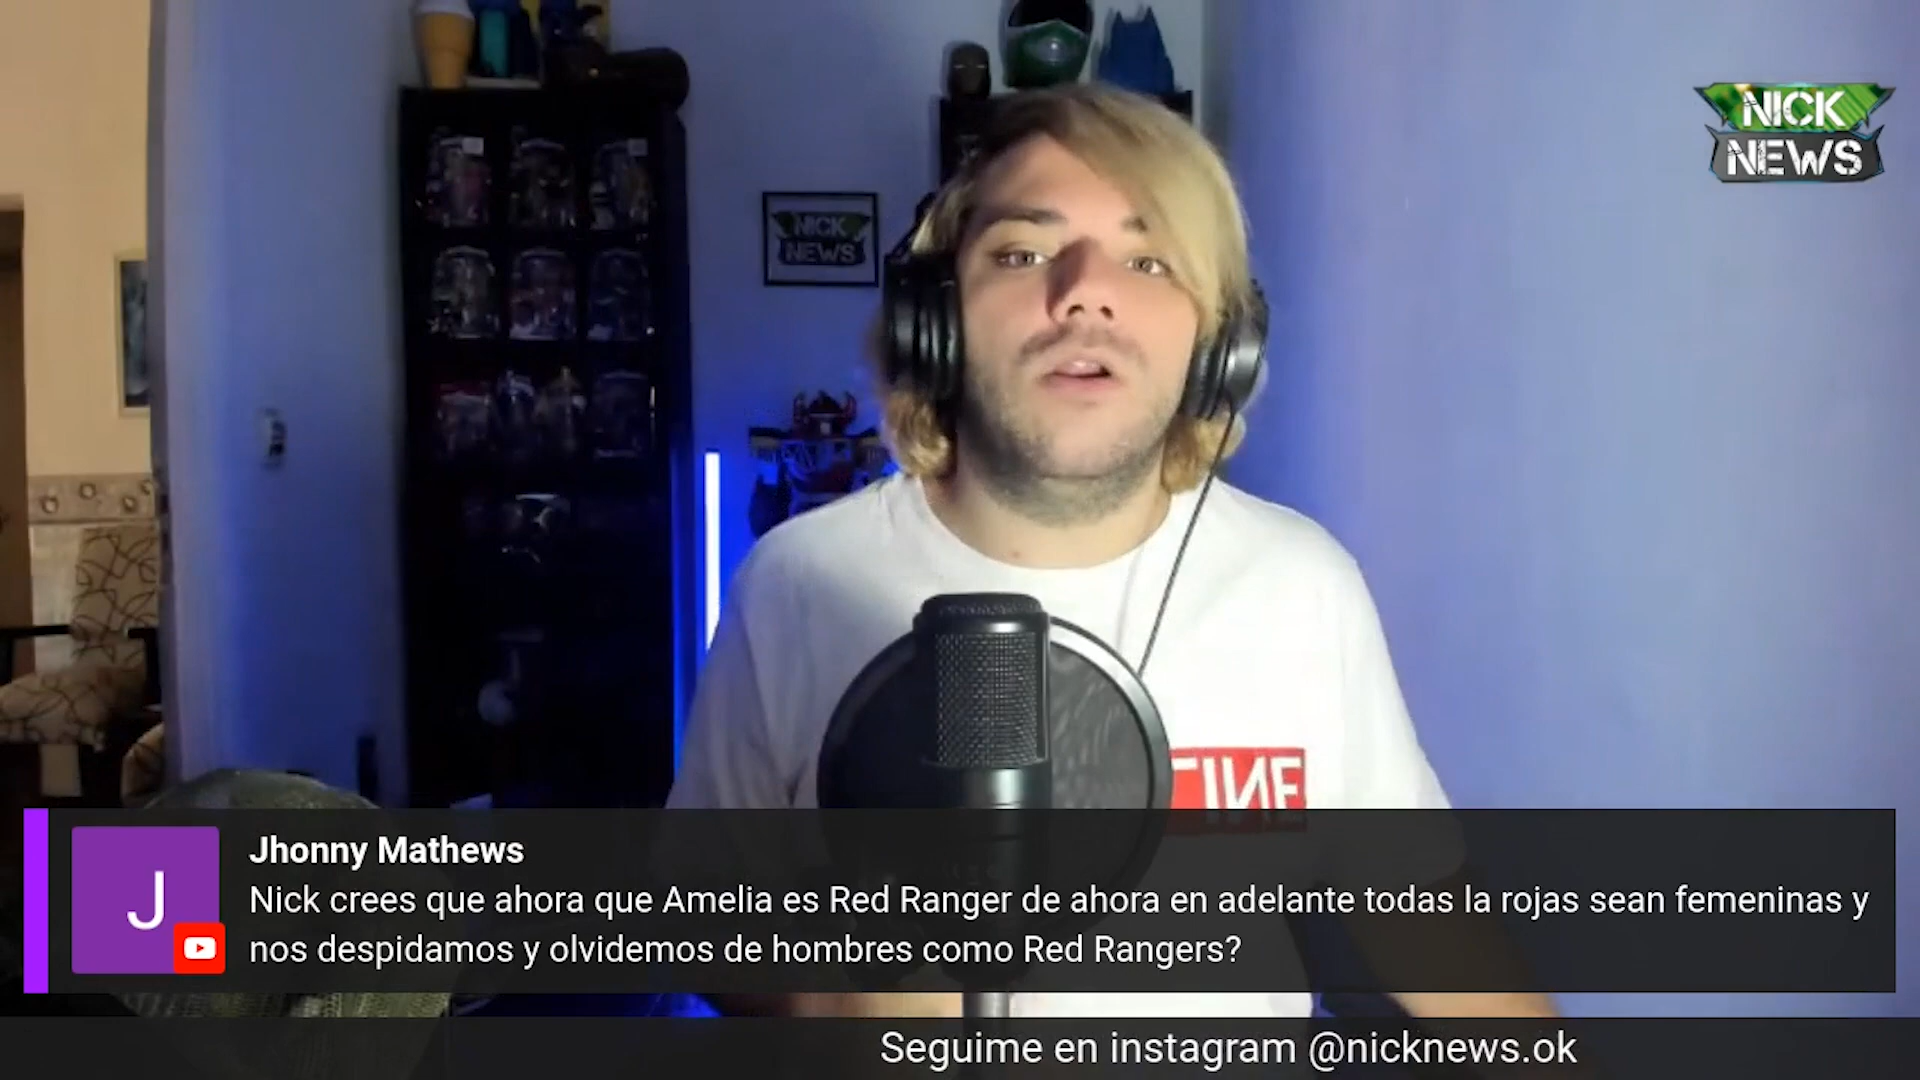 NICK
NEWS
NICK
NEWS
CINE
Jhonny Mathews
Nick crees que ahora que Amelia es Red Ranger de ahora en adelante todas la rojas sean femeninas y
nos despidamos y olvidemos de hombres como Red Rangers?
J
Seguime en instagram @nicknews.ok